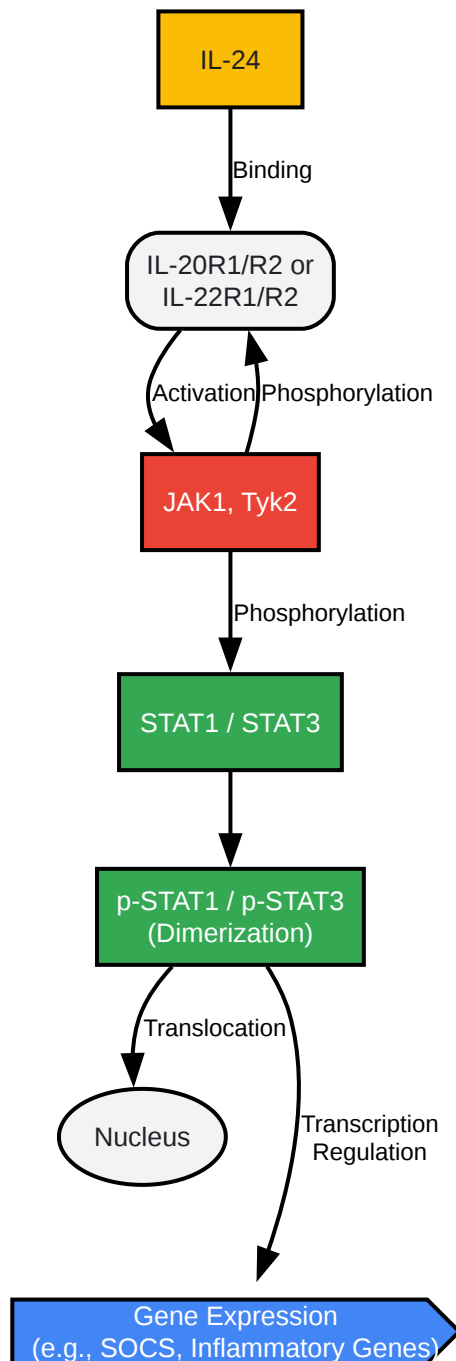 IL-24
Binding
IL-20R1/R2 or
IL-22R1/R2
Activation
Phosphorylation
JAK1, Tyk2
Phosphorylation
STAT1 / STAT3
p-STAT1 / p-STAT3
(Dimerization)
Translocation
Nucleus
Transcription
Regulation
Gene Expression
(e.g., SOCS, Inflammatory Genes)